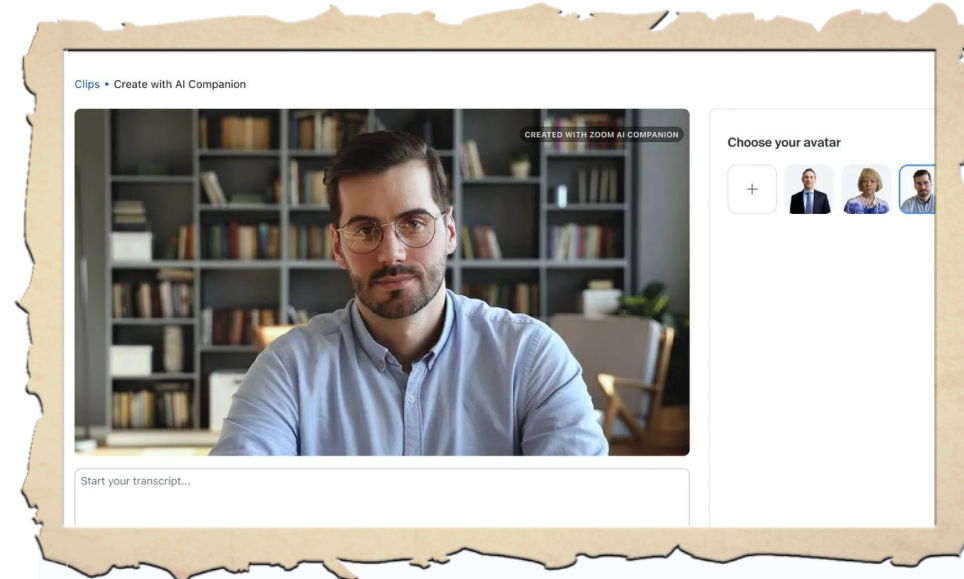 Clips ▸ Create with AI Companion
CREATED WITH ZOOM AI COMPANION
Choose your avatar
+
Start your transcript...